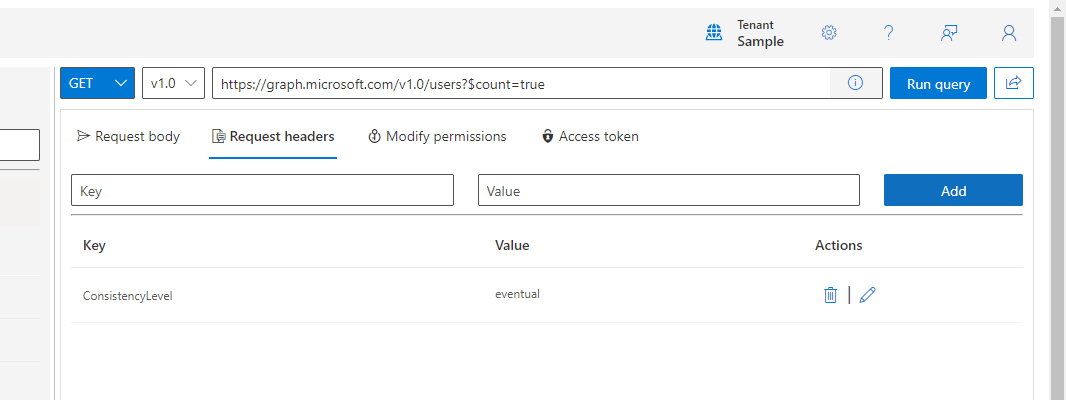 Tenant
Sample
?
GET v1.0 https://graph.microsoft.com/v1.0/users?$count=true Run query
Request body Request headers Modify permissions Access token
Key Value Add
Key Value Actions
ConsistencyLevel eventual